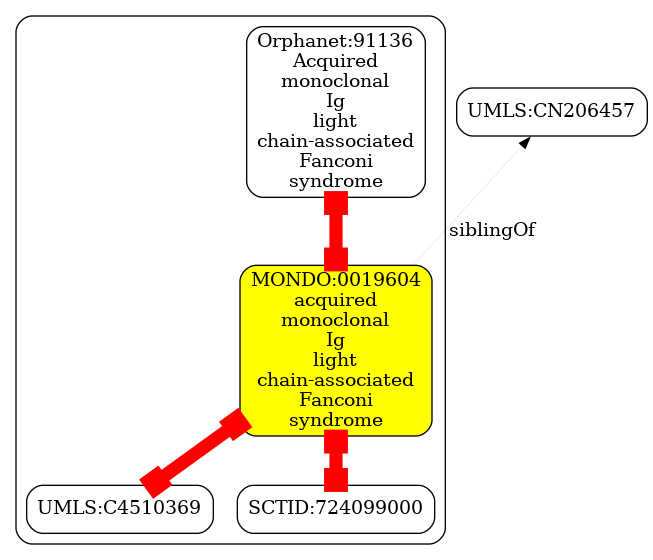 Orphanet:91136
Acquired
monoclonal
Ig
light
chain-associated
Fanconi
syndrome
UMLS:CN206457
siblingOf
MONDO:0019604
acquired
monoclonal
Ig
light
chain-associated
Fanconi
syndrome
UMLS:C4510369
SCTID:724099000